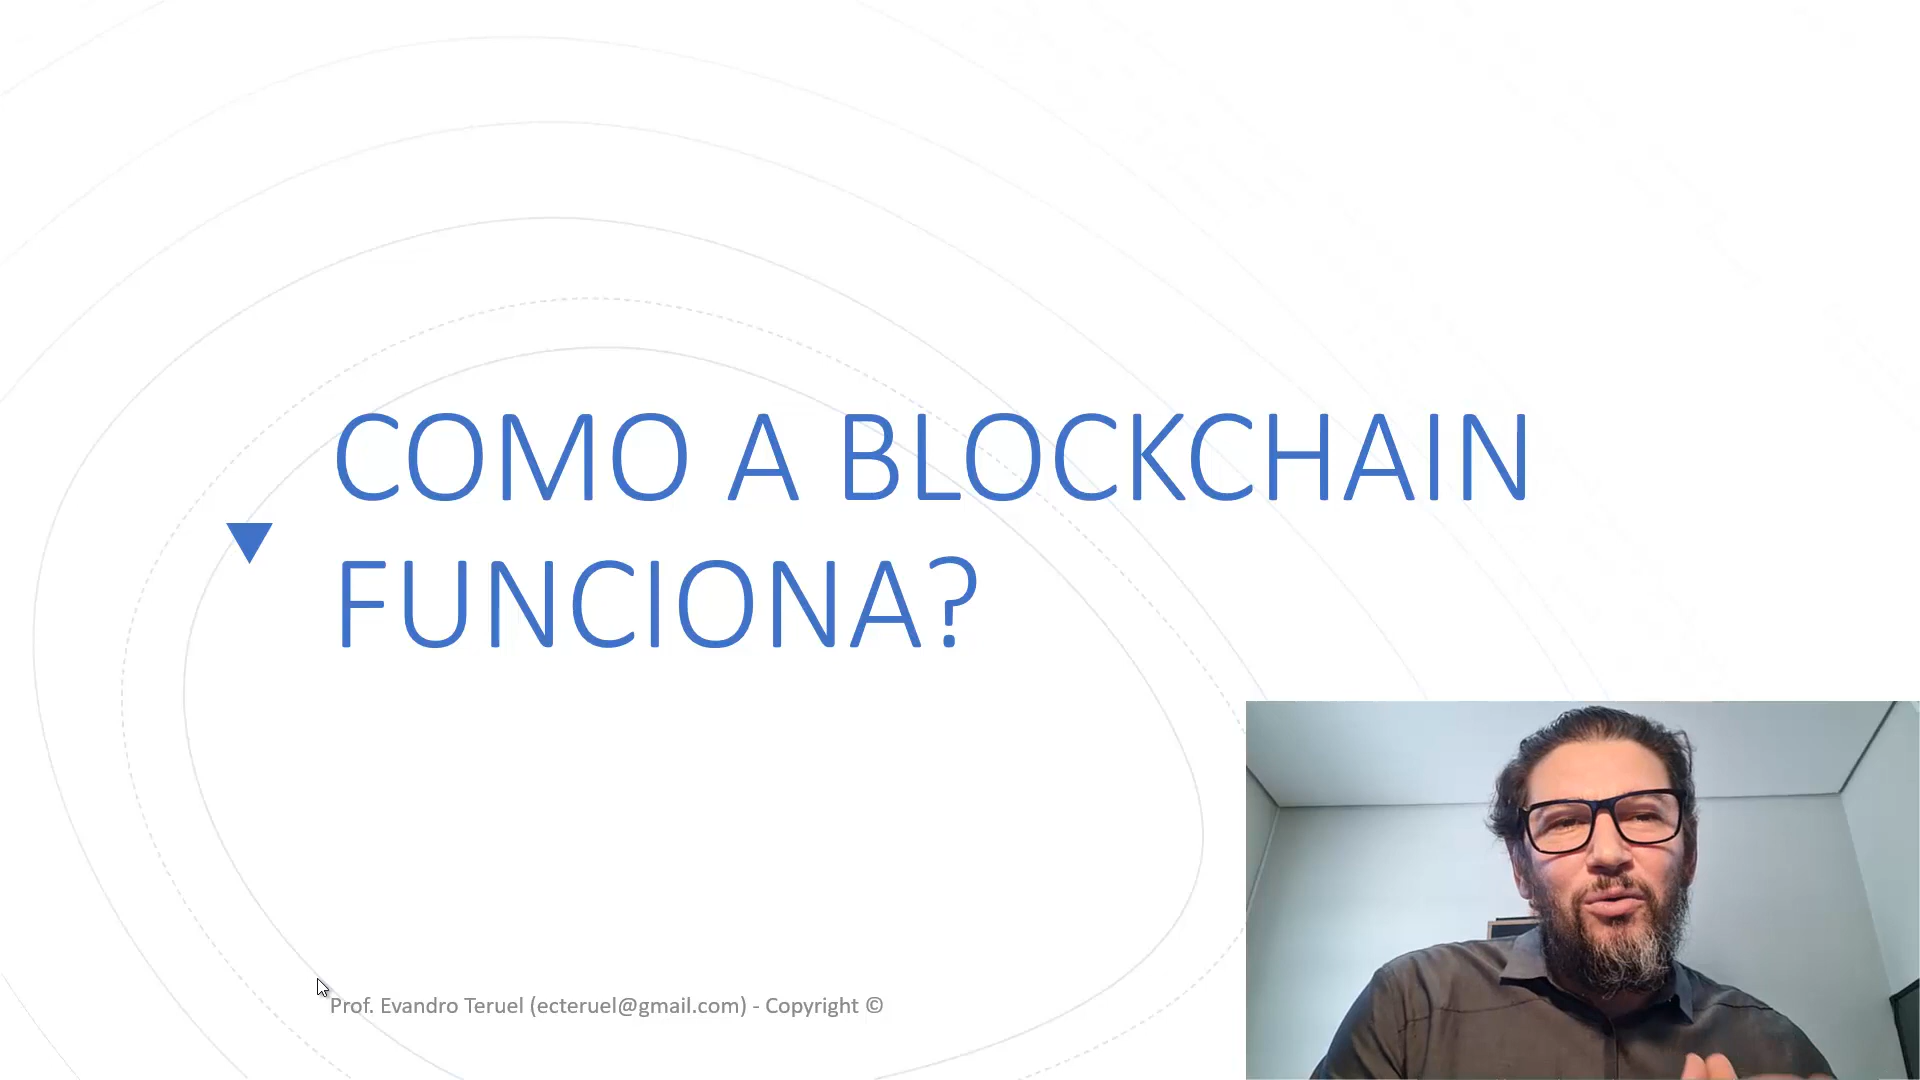 COMO A BLOCKCHAIN
FUNCIONA?
Prof. Evandro Teruel (ecteruel@gmail.com) - Copyright ©